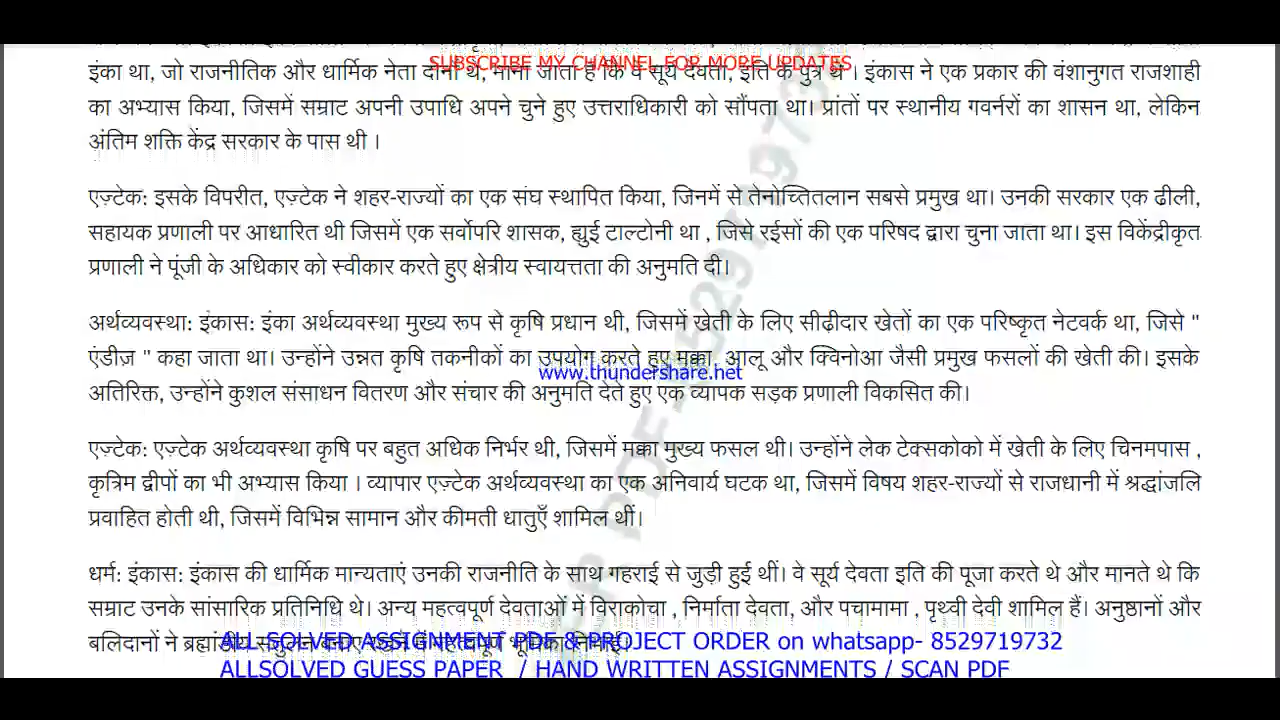 SUBSCRIBE MY CHANNEL FOR MORE UPDATES
इंका था, जो राजनीतिक और धार्मिक नेता दोनों थे, माना जाता है कि वे सूर्य देवता, इंति के पुत्र थे । इंकास ने एक प्रकार की वंशानुगत राजशाही
का अभ्यास किया, जिसमें सम्राट अपनी उपाधि अपने चुने हुए उत्तराधिकारी को सौंपता था। प्रांतों पर स्थानीय गवर्नरों का शासन था, लेकिन
अंतिम शक्ति केंद्र सरकार के पास थी ।
एज़्टेक: इसके विपरीत, एज़्टेक ने शहर-राज्यों का एक संघ स्थापित किया, जिनमें से तेनोच्तितलान सबसे प्रमुख था। उनकी सरकार एक ढीली,
सहायक प्रणाली पर आधारित थी जिसमें एक सर्वोपरि शासक, ह्युई टाल्टोनी था , जिसे रईसों की एक परिषद द्वारा चुना जाता था। इस विकेंद्रीकृत
प्रणाली ने पूंजी के अधिकार को स्वीकार करते हुए क्षेत्रीय स्वायत्तता की अनुमति दी।
अर्थव्यवस्था: इंकास: इंका अर्थव्यवस्था मुख्य रूप से कृषि प्रधान थी, जिसमें खेती के लिए सीढ़ीदार खेतों का एक परिष्कृत नेटवर्क था, जिसे "
एंडीज़ " कहा जाता था। उन्होंने उन्नत कृषि तकनीकों का उपयोग करते हुए मक्का, आलू और क्विनोआ जैसी प्रमुख फसलों की खेती की। इसके
www.thundershare.net
अतिरिक्त, उन्होंने कुशल संसाधन वितरण और संचार की अनुमति देते हुए एक व्यापक सड़क प्रणाली विकसित की।
एज़्टेक: एज़्टेक अर्थव्यवस्था कृषि पर बहुत अधिक निर्भर थी, जिसमें मक्का मुख्य फसल थी। उन्होंने लेक टेक्सकोको में खेती के लिए चिनमपास ,
कृत्रिम द्वीपों का भी अभ्यास किया । व्यापार एज़्टेक अर्थव्यवस्था का एक अनिवार्य घटक था, जिसमें विषय शहर-राज्यों से राजधानी में श्रद्धांजलि
प्रवाहित होती थी, जिसमें विभिन्न सामान और कीमती धातुएँ शामिल थीं।
धर्म: इंकास: इंकास की धार्मिक मान्यताएं उनकी राजनीति के साथ गहराई से जुड़ी हुई थीं। वे सूर्य देवता इंति की पूजा करते थे और मानते थे कि
सम्राट उनके सांसारिक प्रतिनिधि थे। अन्य महत्वपूर्ण देवताओं में विराकोचा , निर्माता देवता, और पचामामा , पृथ्वी देवी शामिल हैं। अनुष्ठानों और
बलिदानों ने
ALL SOLVED ASSIGNMENT PDF & PROJECT ORDER on whatsapp- 8529719732
ALLSOLVED GUESS PAPER / HAND WRITTEN ASSIGNMENTS / SCAN PDF